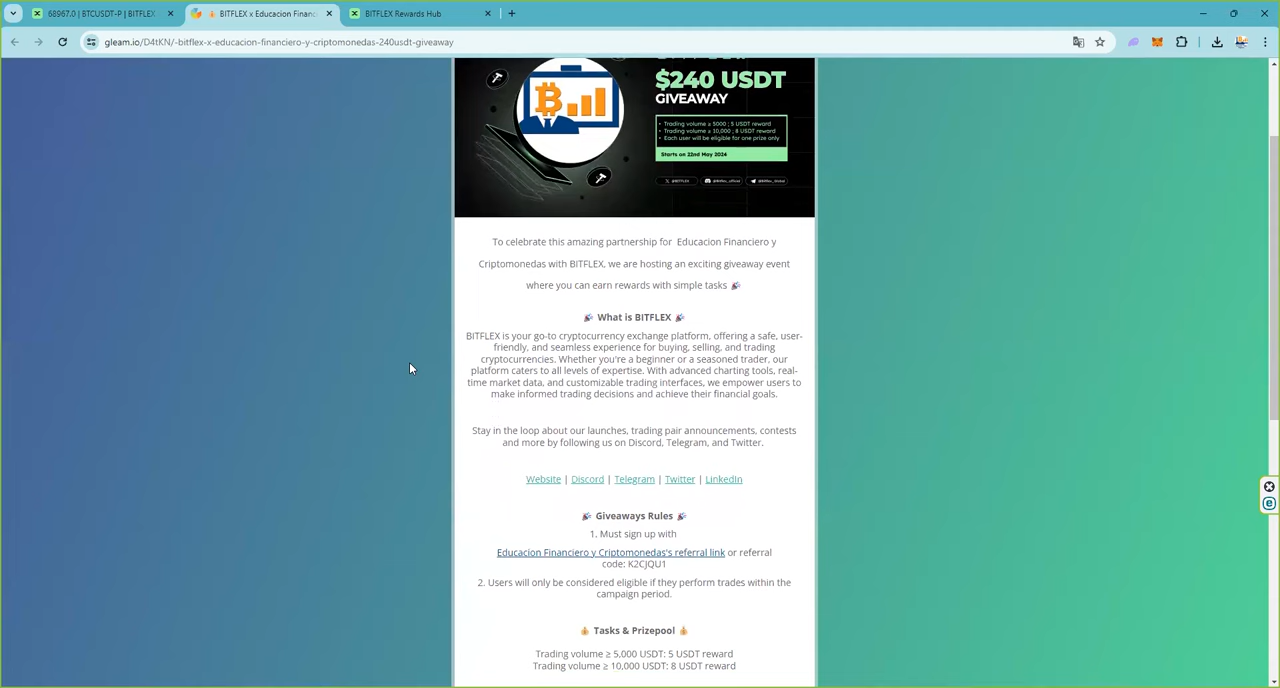 68967.0 | BTCUSDT-P | BITFLEX
BITFLEX x Educacion Financ
BITFLEX Rewards Hub
gleam.io/D4tKN/-bitflex-x-educacion-financiero-y-criptomonedas-240usdt-giveaway
$240 USDT
GIVEAWAY
• Trading volume ≥ 5000 ; 5 USDT reward
• Trading volume ≥ 10,000 ; 8 USDT reward
• Each user will be eligible for one prize only
Starts on 22nd May 2024
@BITFLEX @Bitflex_official @Bitflex_Global
To celebrate this amazing partnership for Educacion Financiero y
Criptomonedas with BITFLEX, we are hosting an exciting giveaway event
where you can earn rewards with simple tasks 🎉
🎉 What is BITFLEX 🎉
BITFLEX is your go-to cryptocurrency exchange platform, offering a safe, user-
friendly, and seamless experience for buying, selling, and trading
cryptocurrencies. Whether you're a beginner or a seasoned trader, our
platform caters to all levels of expertise. With advanced charting tools, real-
time market data, and customizable trading interfaces, we empower users to
make informed trading decisions and achieve their financial goals.
Stay in the loop about our launches, trading pair announcements, contests
and more by following us on Discord, Telegram, and Twitter.
Website | Discord | Telegram | Twitter | LinkedIn
🎉 Giveaways Rules 🎉
1. Must sign up with
Educacion Financiero y Criptomonedas's referral link or referral
code: K2CJQU1
2. Users will only be considered eligible if they perform trades within the
campaign period.
💰 Tasks & Prizepool 💰
Trading volume ≥ 5,000 USDT: 5 USDT reward
Trading volume ≥ 10,000 USDT: 8 USDT reward